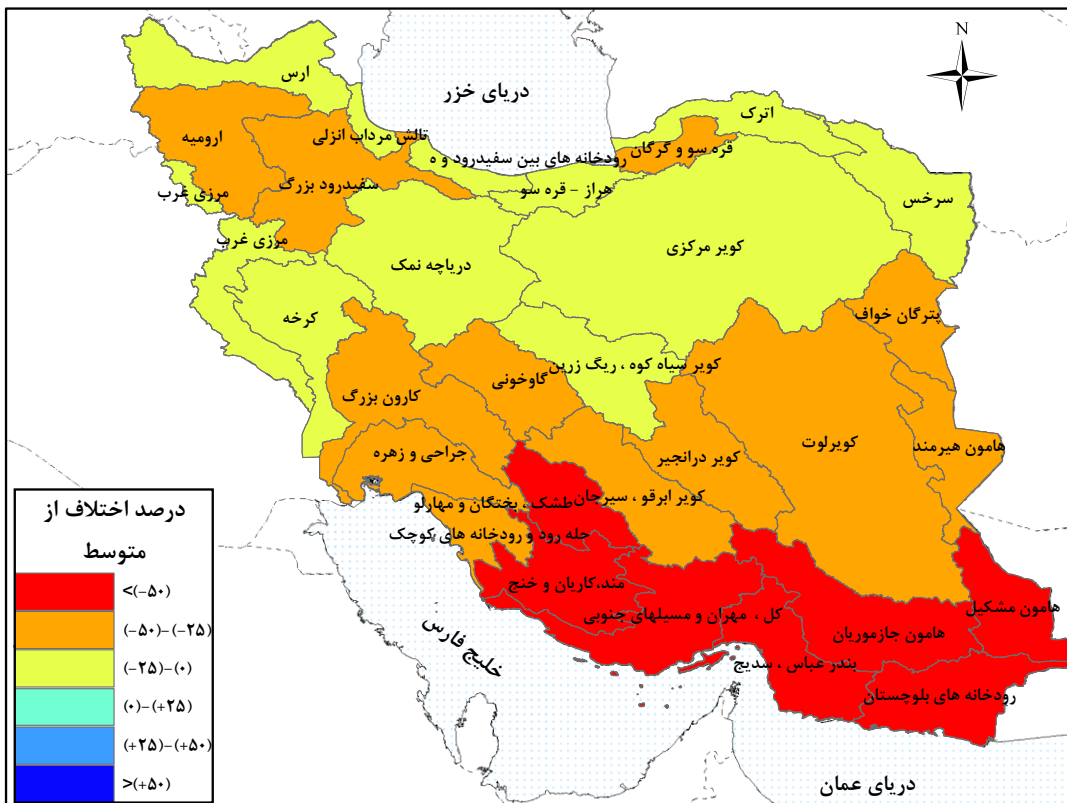 N
دریای خزر
ارس
اترک
ارومیه
تالش مرداب انزلی
قره سو و گرگان
رودخانه های بین سفیدرود و ه
سفیدرود بزرگ
هراز - قره سو
مرزی غرب
سرخس
مرزی غرب
کویر مرکزی
دریاچه نمک
کرخه
پترگان خواف
کویر سیاه کوه ، ریگ زرین
گاوخونی
کارون بزرگ
کویرلوت
هامون هیرمند
جراحی و زهره
کویر درانجیر
کویر ابرقو ، سیرجان
طشک ، بختگان و مهارلو
حله رود و رودخانه های کوچک
مند،کاریان و خنج
کل ، مهران و مسیلهای جنوبی
هامون مشکیل
هامون جازموریان
بندر عباس ، سدیج
رودخانه های بلوچستان
خلیج فارس
دریای عمان
درصد اختلاف از
متوسط
<(-۵۰)
(-۵۰)-(-۲۵)
(-۲۵)-(۰)
(۰)-(+۲۵)
(+۲۵)-(+۵۰)
>(+۵۰)